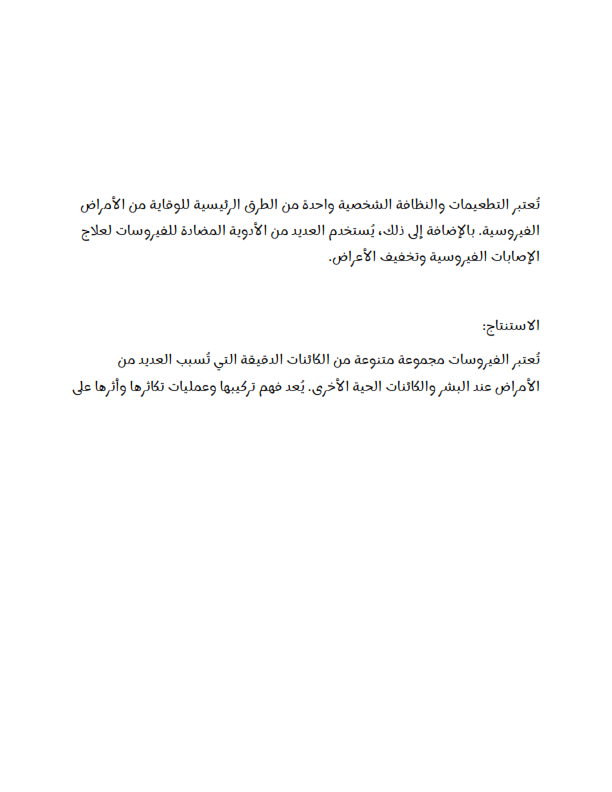 تُعتبر التطعيمات والنظافة الشخصية واحدة من الطرق الرئيسية للوقاية من الأمراض
الفيروسية. بالإضافة إلى ذلك، يُستخدم العديد من الأدوية المضادة للفيروسات لعلاج
الإصابات الفيروسية وتخفيف الأعراض.
الاستنتاج:
تُعتبر الفيروسات مجموعة متنوعة من الكائنات الدقيقة التي تُسبب العديد من
الأمراض عند البشر والكائنات الحية الأخرى. يُعد فهم تركيبها وعمليات تكاثرها وأثرها على